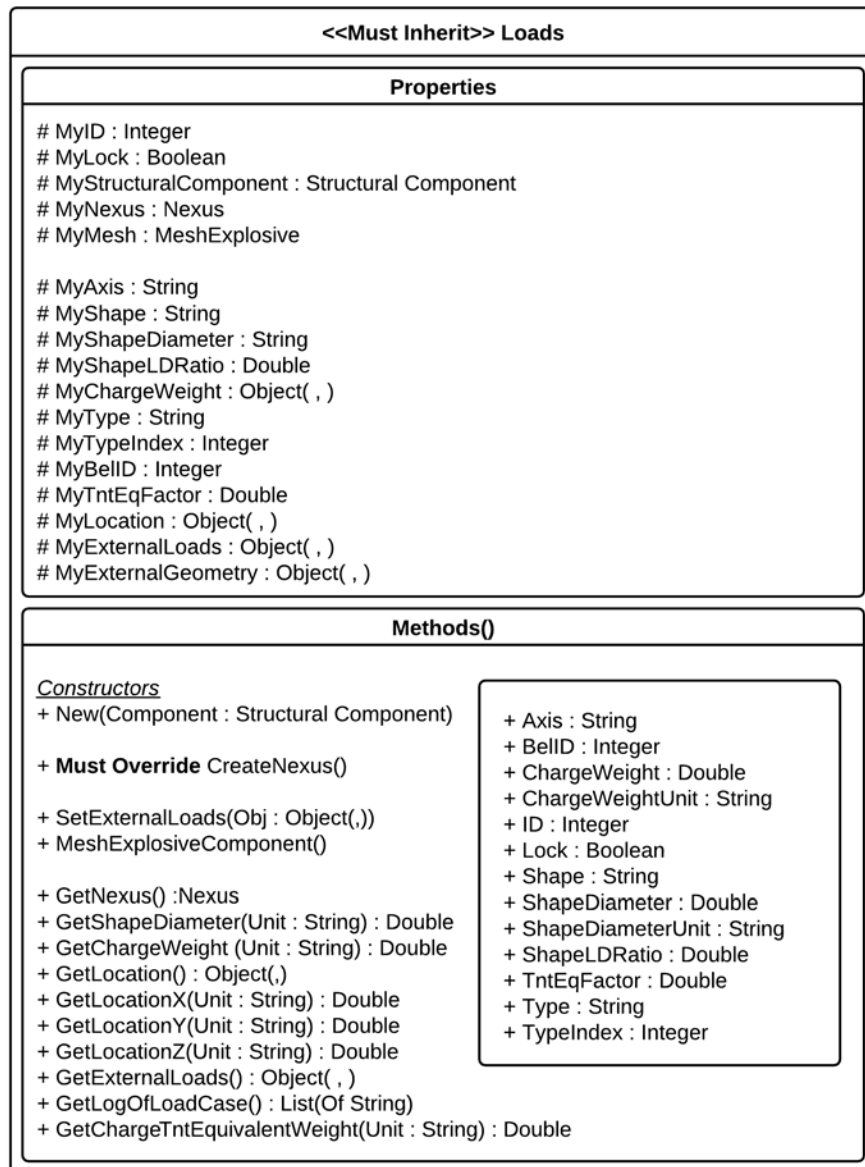 <<Must Inherit>> Loads
Properties
# MyID : Integer
# MyLock : Boolean
# MyStructuralComponent : Structural Component
# MyNexus : Nexus
# MyMesh : MeshExplosive
# MyAxis : String
# MyShape : String
# MyShapeDiameter : String
# MyShapeLDRatio : Double
# MyChargeWeight : Object( , )
# MyType : String
# MyTypeIndex : Integer
# MyBelID : Integer
# MyTntEqFactor : Double
# MyLocation : Object( , )
# MyExternalLoads : Object( , )
# MyExternalGeometry : Object( , )
Methods()
Constructors
+ New(Component : Structural Component)
+ Must Override CreateNexus()
+ SetExternalLoads(Obj : Object(,))
+ MeshExplosiveComponent()
+ GetNexus() :Nexus
+ GetShapeDiameter(Unit : String) : Double
+ GetChargeWeight (Unit : String) : Double
+ GetLocation() : Object(,)
+ GetLocationX(Unit : String) : Double
+ GetLocationY(Unit : String) : Double
+ GetLocationZ(Unit : String) : Double
+ GetExternalLoads() : Object( , )
+ GetLogOfLoadCase() : List(Of String)
+ GetChargeTntEquivalentWeight(Unit : String) : Double
+ Axis : String
+ BelID : Integer
+ ChargeWeight : Double
+ ChargeWeightUnit : String
+ ID : Integer
+ Lock : Boolean
+ Shape : String
+ ShapeDiameter : Double
+ ShapeDiameterUnit : String
+ ShapeLDRatio : Double
+ TntEqFactor : Double
+ Type : String
+ TypeIndex : Integer